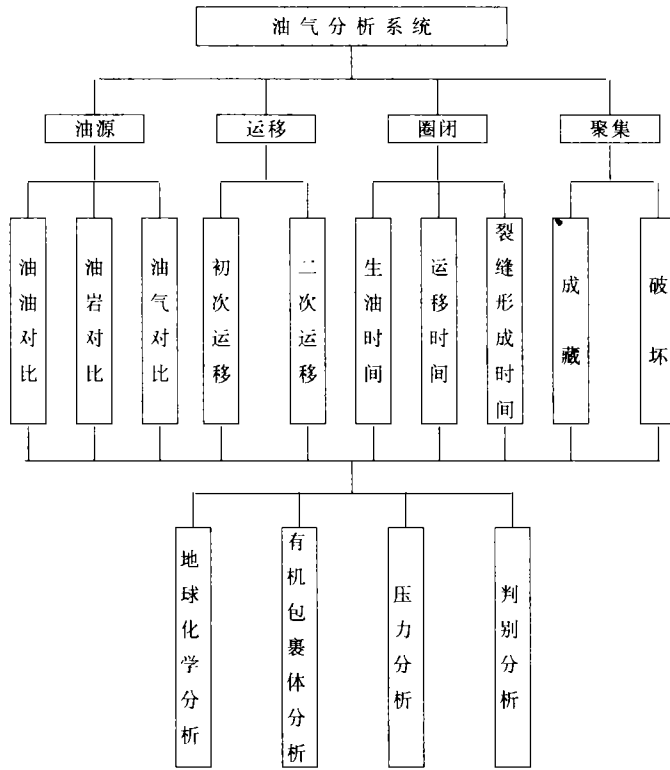 油气分析系统
油源
运移
圈闭
聚集
油油对比
油岩对比
油气对比
初次运移
二次运移
生油时间
运移时间
裂缝形成时间
成藏
破坏
地球化学分析
有机包裹体分析
压力分析
判别分析